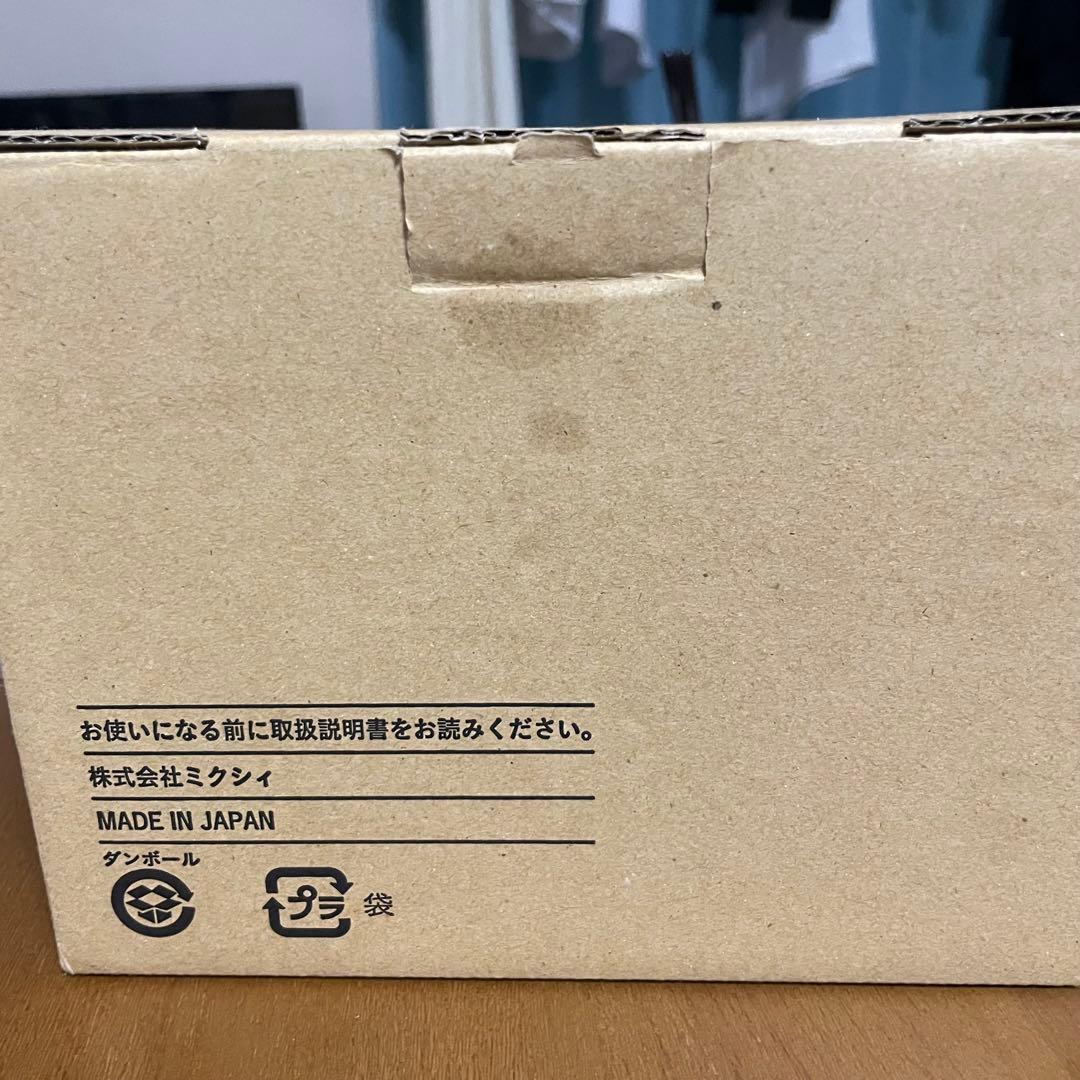 お使いになる前に取扱説明書をお読みください。
株式会社ミクシィ
MADE IN JAPAN
ダンボール
プラ 袋